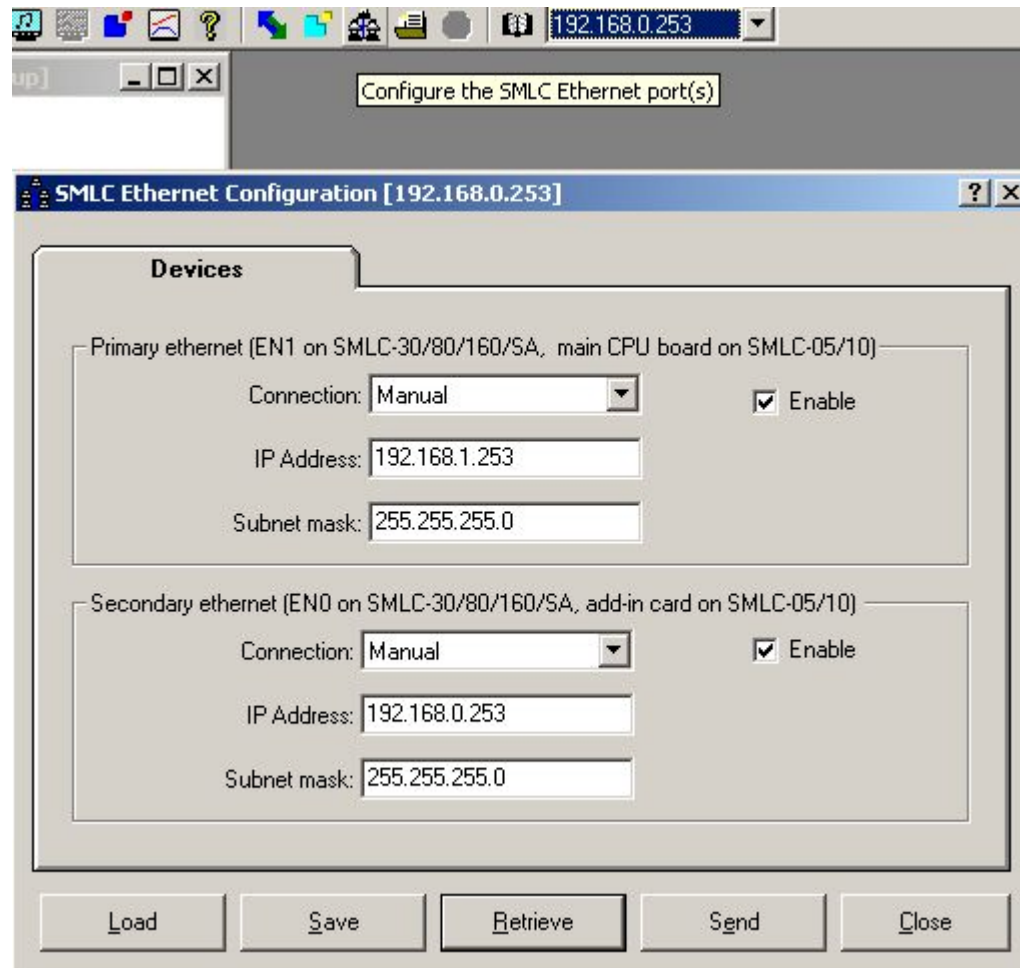 192.168.0.253
up]
Configure the SMLC Ethernet port(s)
SMLC Ethernet Configuration [192.168.0.253]
Devices
Primary ethernet (EN1 on SMLC-30/80/160/SA, main CPU board on SMLC-05/10)
Connection: Manual
Enable
IP Address: 192.168.1.253
Subnet mask: 255.255.255.0
Secondary ethernet (EN0 on SMLC-30/80/160/SA, add-in card on SMLC-05/10)
Connection: Manual
Enable
IP Address: 192.168.0.253
Subnet mask: 255.255.255.0
Load Save Retrieve Send Close